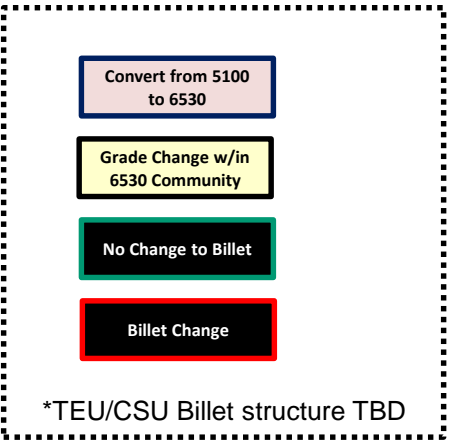 Convert from 5100
to 6530
Grade Change w/in
6530 Community
No Change to Billet
Billet Change
*TEU/CSU Billet structure TBD